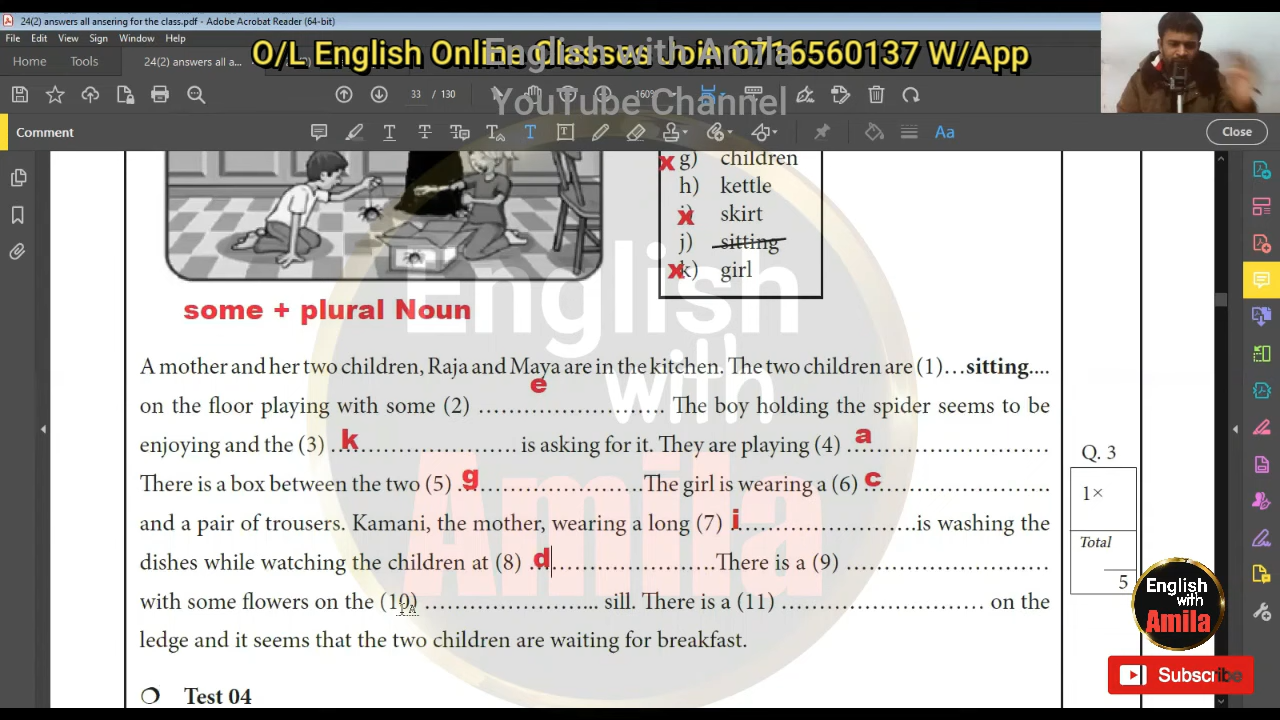 24(2) answers all ansering for the class.pdf - Adobe Acrobat Reader (64-bit)
File Edit View Sign Window Help
O/L English Online Classes Join 0716560137 W/App
English with Amila
YouTube Channel
Home Tools 24(2) answers all a...
33 / 130 160%
Comment Close
x g) children
h) kettle
x skirt
j) sitting
x k) girl
some + plural Noun
English
with
Amila
A mother and her two children, Raja and Maya are in the kitchen. The two children are (1)…sitting....
on the floor playing with some (2) e ……………………. The boy holding the spider seems to be
enjoying and the (3) k ……………………. is asking for it. They are playing (4) a ………………………
There is a box between the two (5) g …………………….The girl is wearing a (6) c ……………………
and a pair of trousers. Kamani, the mother, wearing a long (7) i …………………….is washing the
dishes while watching the children at (8) d …………………….There is a (9) ………………………
with some flowers on the (10) …………………... sill. There is a (11) ……………………… on the
ledge and it seems that the two children are waiting for breakfast.
Q. 3
1×
Total
5
Test 04
English
with
Amila
Subscribe